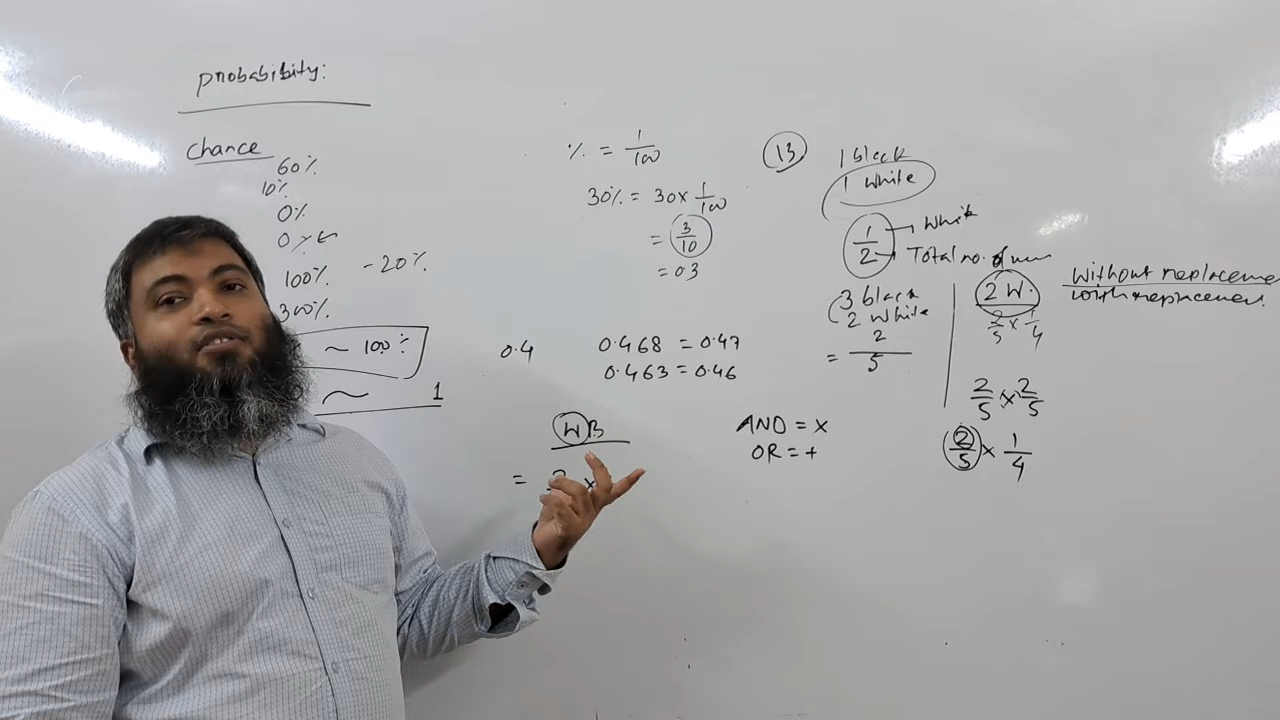 probability:
chance
60%
10%
0%
100%
-20%
300%
~ 100%
~ 1
% = 1/100
30% = 30 x 1/100
= 3/10
= 0.3
0.4
0.468 = 0.47
0.463 = 0.46
WB
=
x
AND = x
OR = +
13
1 black
1 white
1/2
Total no. of
3 black
2 white
= 2/5
2 W.
2/5 x 1/4
2/5 x 2/5
2/5 x 1/4
without
with replacement